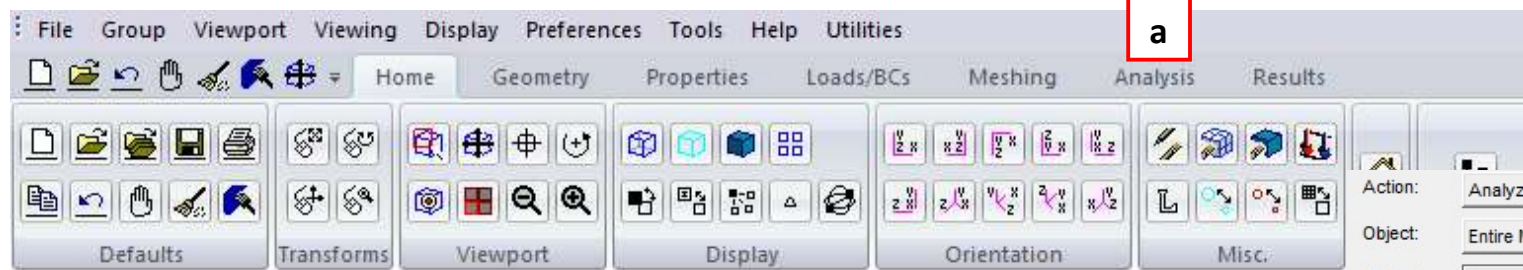 File Group Viewport Viewing Display Preferences Tools Help Utilities
a
Home Geometry Properties Loads/BCs Meshing Analysis Results
Action: Analyz
Object: Entire M
Defaults Transforms Viewport Display Orientation Misc.